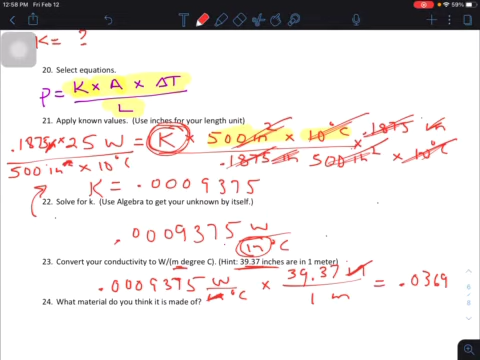 12:58 PM Fri Feb 12
59%
K = ?
20. Select equations.
P = K × A × ΔT
L
21. Apply known values. (Use inches for your length unit)
.1875 in × 25 W = K × 500 in² × 10°C × .1875 in
500 in² × 10°C .1875 in 500 in² × 10°C
K = .0009375
22. Solve for k. (Use Algebra to get your unknown by itself.)
.0009375 W
in °C
23. Convert your conductivity to W/(m degree C). (Hint: 39.37 inches are in 1 meter)
.0009375 W × 39.37 in = .0369
in °C 1 m
24. What material do you think it is made of?
6
8